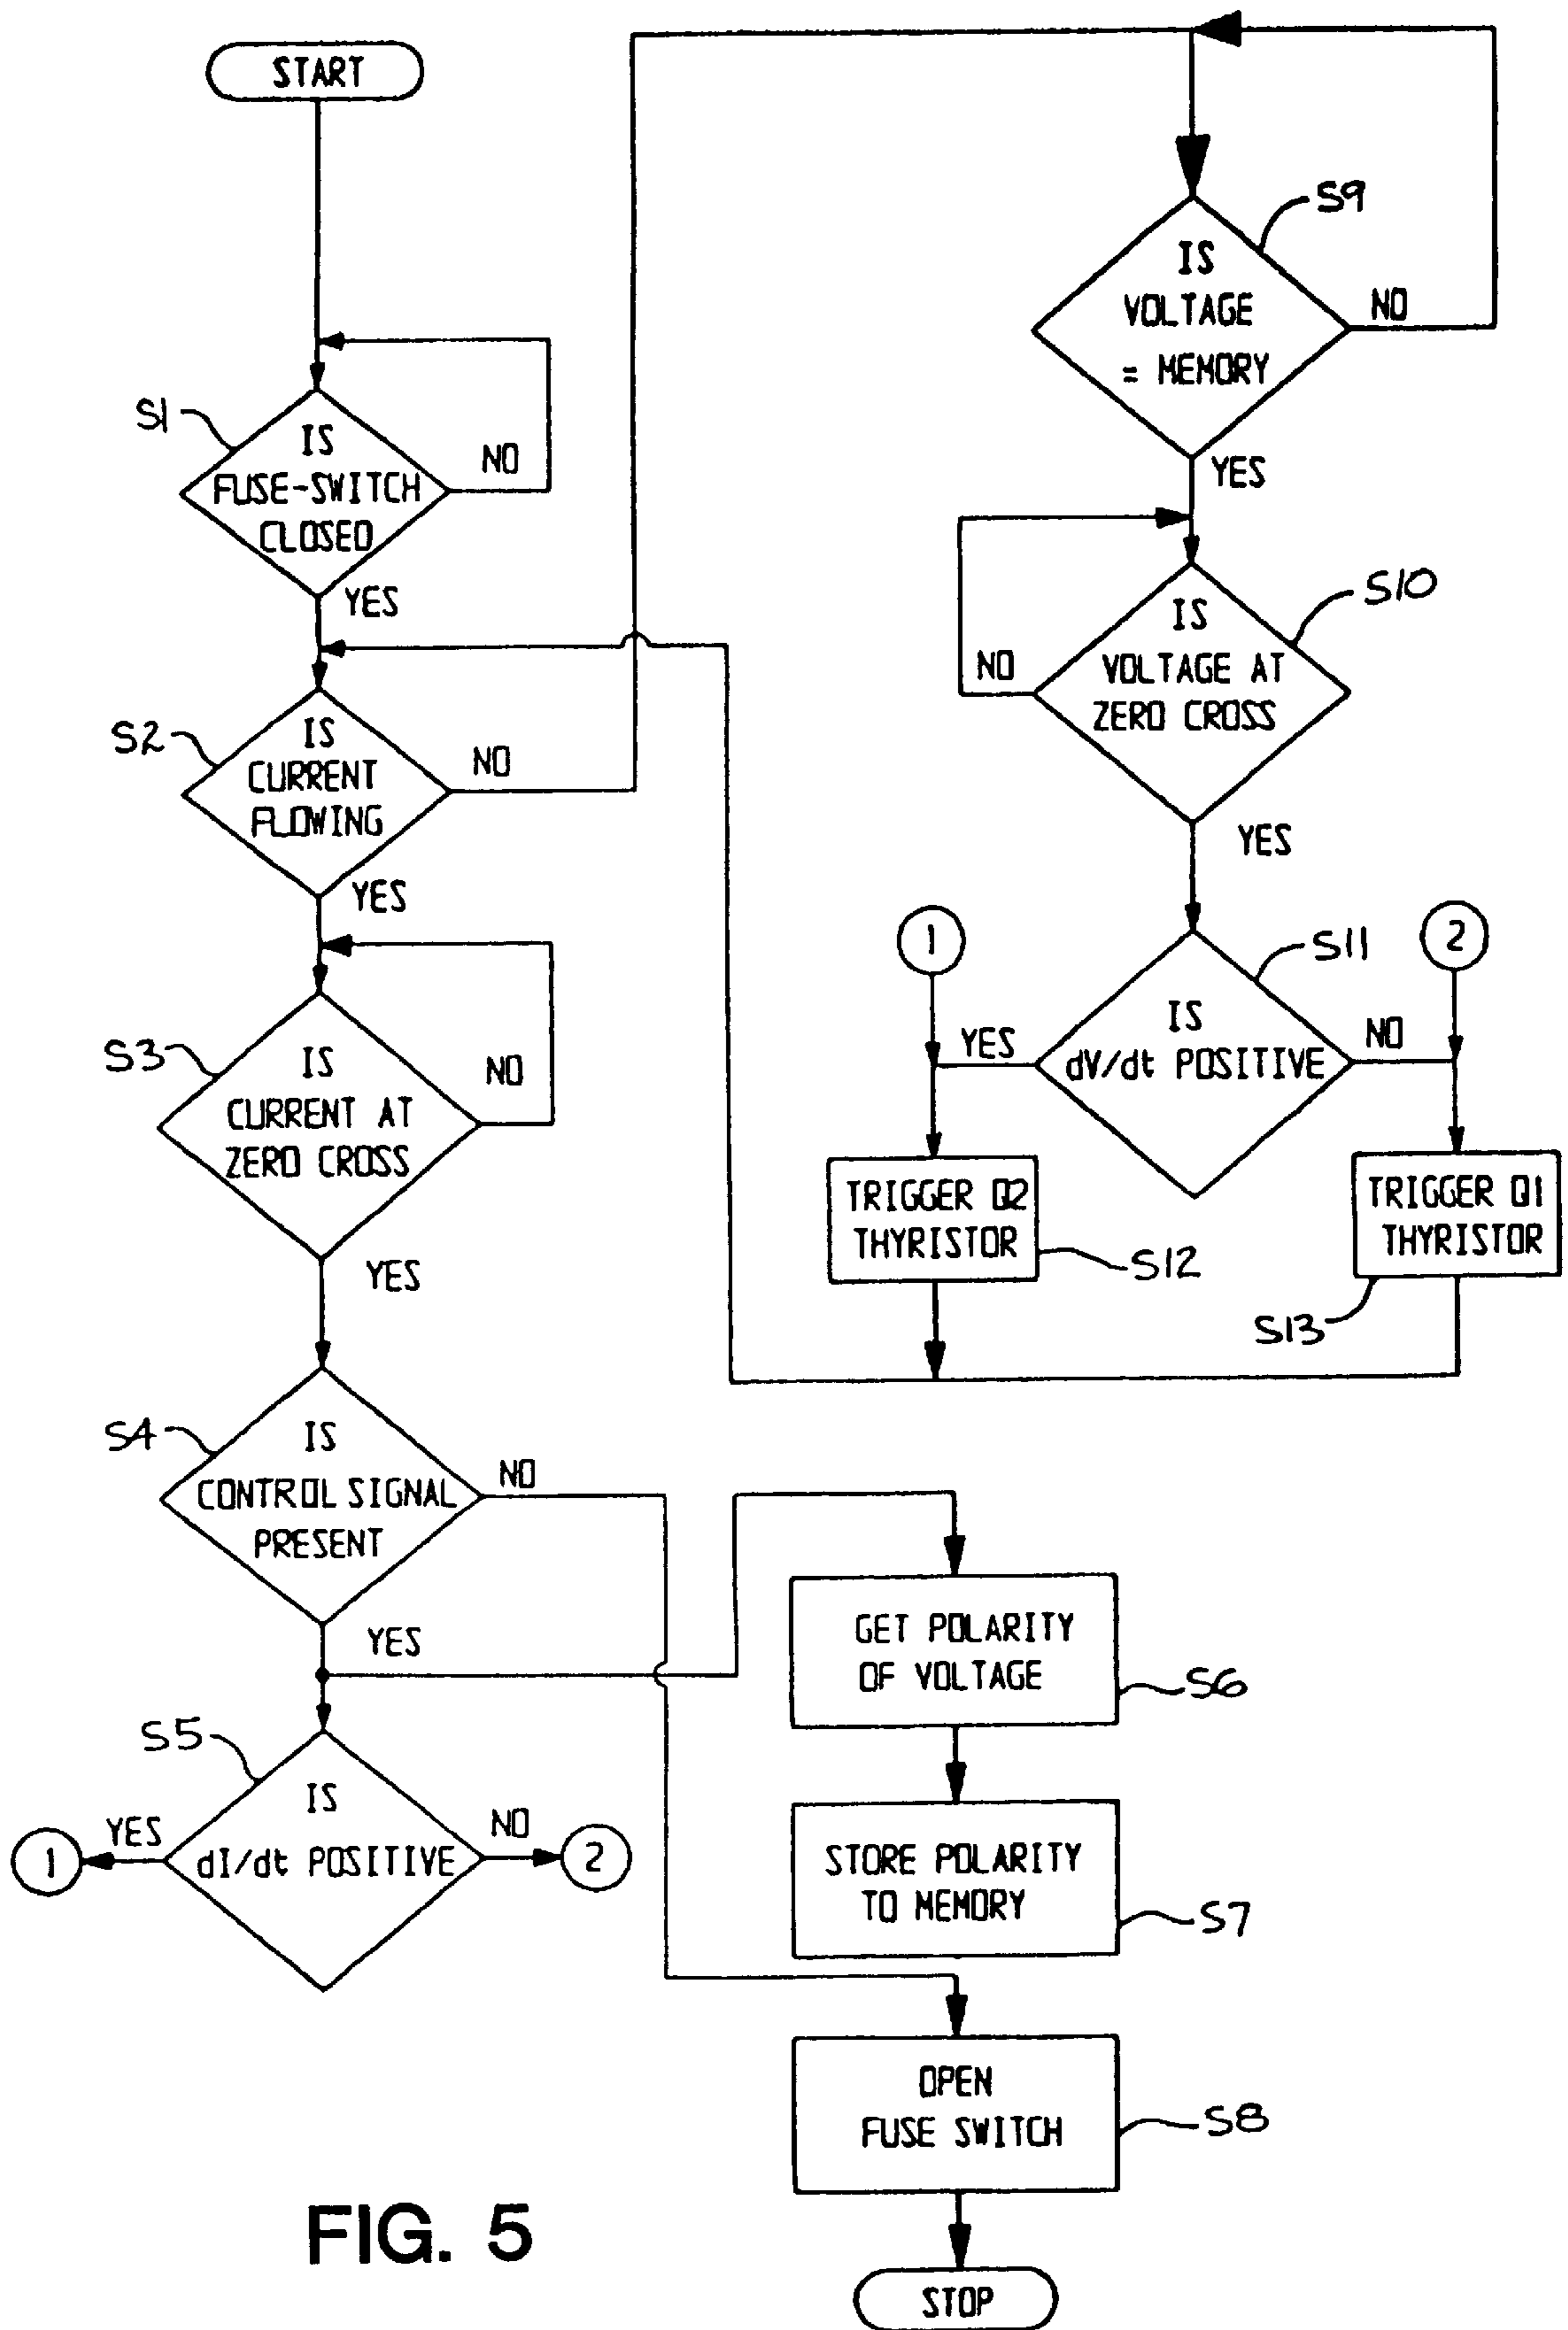 START
S1
IS
FUSE-SWITCH
CLOSED
NO
YES
S2
IS
CURRENT
FLOWING
NO
YES
S3
IS
CURRENT AT
ZERO CROSS
NO
YES
S4
IS
CONTROL SIGNAL
PRESENT
NO
YES
S5
IS
dI/dt POSITIVE
YES
1
NO
2
S9
IS
VOLTAGE
= MEMORY
NO
YES
S10
IS
VOLTAGE AT
ZERO CROSS
NO
YES
1
S11
2
IS
dV/dt POSITIVE
YES
NO
TRIGGER Q2
THYRISTOR
S12
TRIGGER Q1
THYRISTOR
S13
GET POLARITY
OF VOLTAGE
S6
STORE POLARITY
TO MEMORY
S7
OPEN
FUSE SWITCH
S8
STOP
FIG. 5